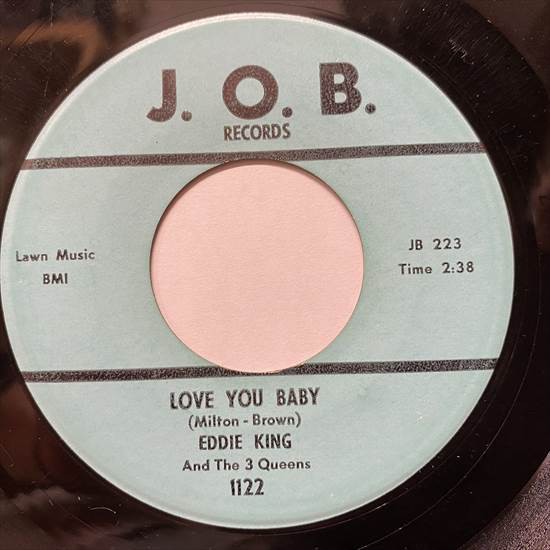 J. O. B.
RECORDS
Lawn Music
BMI
JB 223
Time 2:38
LOVE YOU BABY
(Milton - Brown)
EDDIE KING
And The 3 Queens
1122